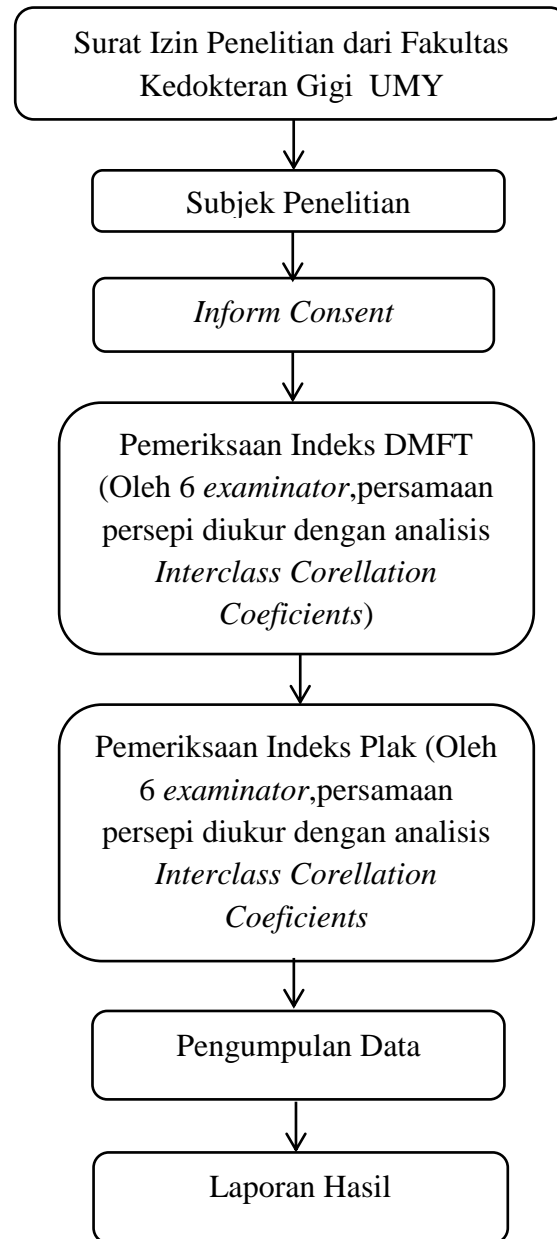 Surat Izin Penelitian dari Fakultas
Kedokteran Gigi  UMY
Subjek Penelitian
Inform Consent
Pemeriksaan Indeks DMFT
(Oleh 6 examinator,persamaan
persepi diukur dengan analisis
Interclass Corellation
Coeficients)
Pemeriksaan Indeks Plak (Oleh
6 examinator,persamaan
persepi diukur dengan analisis
Interclass Corellation
Coeficients
Pengumpulan Data
Laporan Hasil